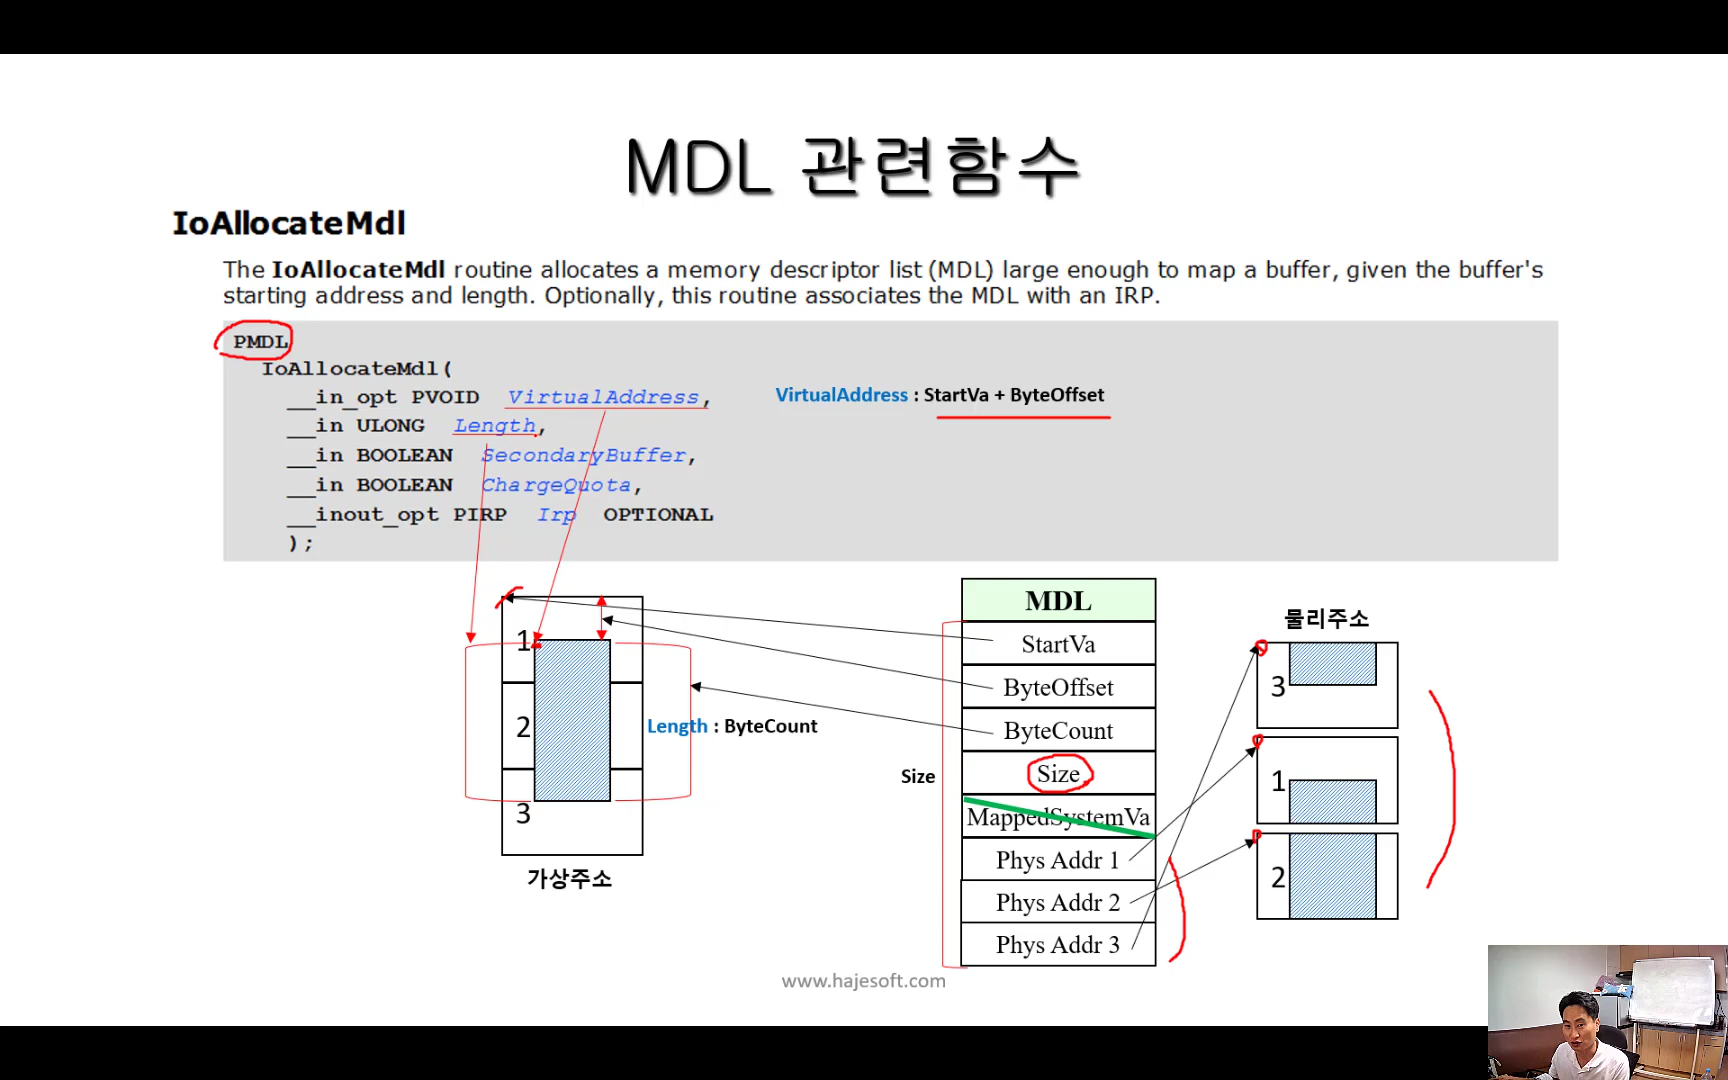 MDL 관련함수
IoAllocateMdl
The IoAllocateMdl routine allocates a memory descriptor list (MDL) large enough to map a buffer, given the buffer's
starting address and length. Optionally, this routine associates the MDL with an IRP.
PMDL
IoAllocateMdl(
__in_opt PVOID VirtualAddress,
VirtualAddress : StartVa + ByteOffset
__in ULONG Length,
__in BOOLEAN SecondaryBuffer,
__in BOOLEAN ChargeQuota,
__inout_opt PIRP Irp OPTIONAL
);
1
2
3
가상주소
Length : ByteCount
Size
MDL
StartVa
ByteOffset
ByteCount
Size
MappedSystemVa
Phys Addr 1
Phys Addr 2
Phys Addr 3
물리주소
3
1
2
www.hajesoft.com